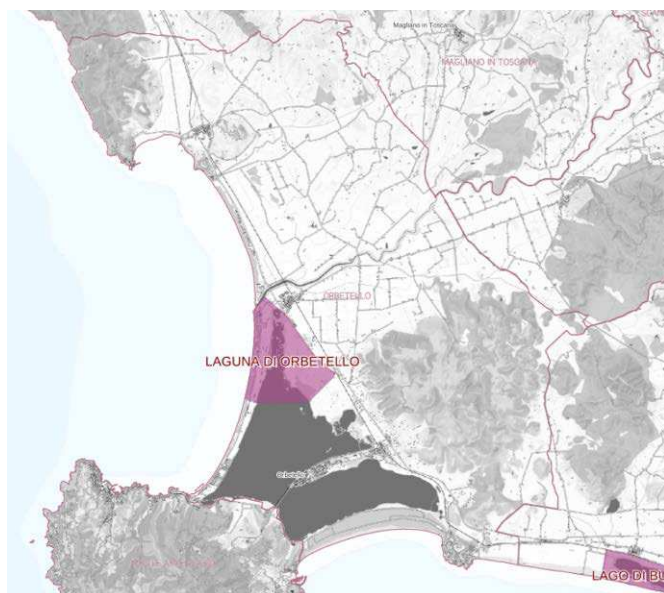 Magliano in Toscana
MAGLIANO IN TOSCANA
ORBETELLO
LAGUNA Di ORBETELLO
Orbetello
LAGO DI BU